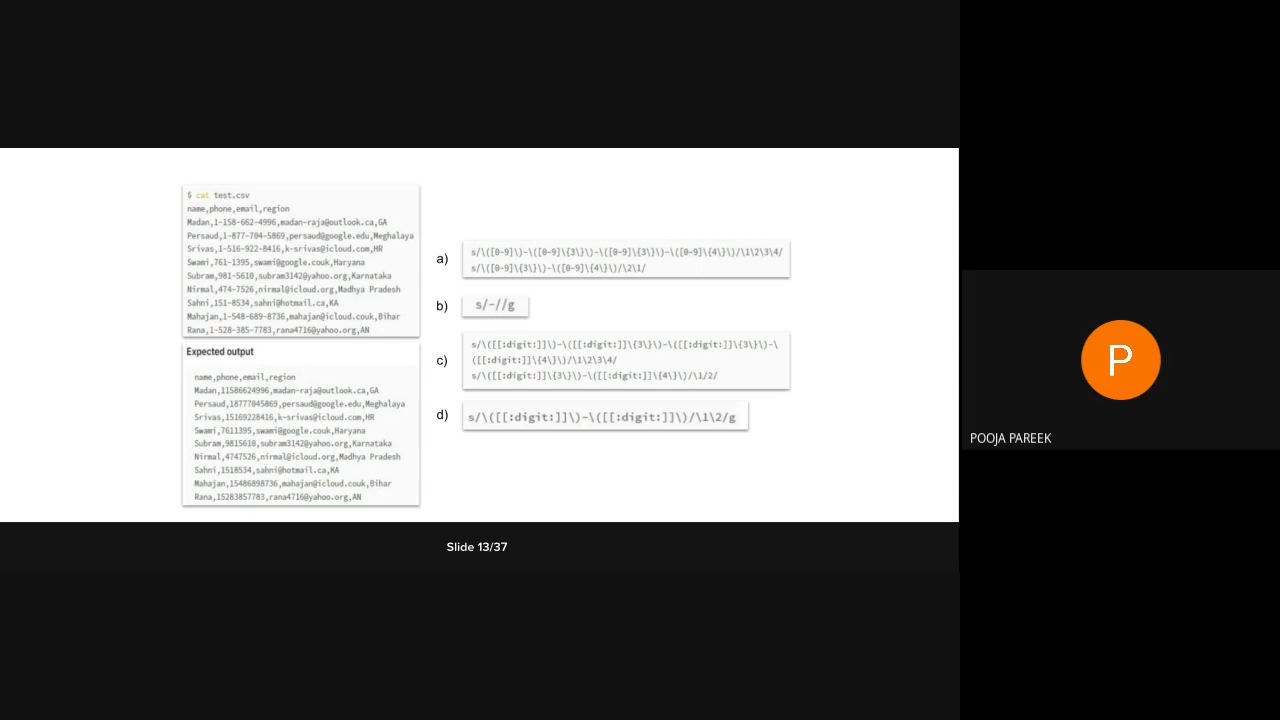 $ cat test.csv
name,phone,email,region
Madan,1-158-662-4996,madan-raja@outlook.ca,GA
Persaud,1-877-704-5869,persaud@google.edu,Meghalaya
Srivas,1-516-922-8416,k-srivas@icloud.com,HR
Swami,761-1395,swami@google.couk,Haryana
Subram,981-5610,subram3142@yahoo.org,Karnataka
Nirmal,474-7526,nirmal@icloud.org,Madhya Pradesh
Sahni,151-8534,sahni@hotmail.ca,KA
Mahajan,1-548-689-8736,mahajan@icloud.couk,Bihar
Rana,1-528-385-7783,rana4716@yahoo.org,AN
Expected output
name,phone,email,region
Madan,11586624996,madan-raja@outlook.ca,GA
Persaud,18777045869,persaud@google.edu,Meghalaya
Srivas,15169228416,k-srivas@icloud.com,HR
Swami,7611395,swami@google.couk,Haryana
Subram,9815610,subram3142@yahoo.org,Karnataka
Nirmal,4747526,nirmal@icloud.org,Madhya Pradesh
Sahni,1518534,sahni@hotmail.ca,KA
Mahajan,15486898736,mahajan@icloud.couk,Bihar
Rana,15283857783,rana4716@yahoo.org,AN
a)
s/\([0-9]\)-\([0-9]\{3\}\)-\([0-9]\{3\}\)-\([0-9]\{4\}\)/\1\2\3\4/
s/\([0-9]\{3\}\)-\([0-9]\{4\}\)/\2\1/
b) s/-//g
c)
s/\([[:digit:]]\)-\([[:digit:]]\{3\}\)-\([[:digit:]]\{3\}\)-\
([[:digit:]]\{4\}\)/\1\2\3\4/
s/\([[:digit:]]\{3\}\)-\([[:digit:]]\{4\}\)/\1/2/
d) s/\([[:digit:]]\)-\([[:digit:]]\)/\1\2/g
Slide 13/37
P
POOJA PAREEK